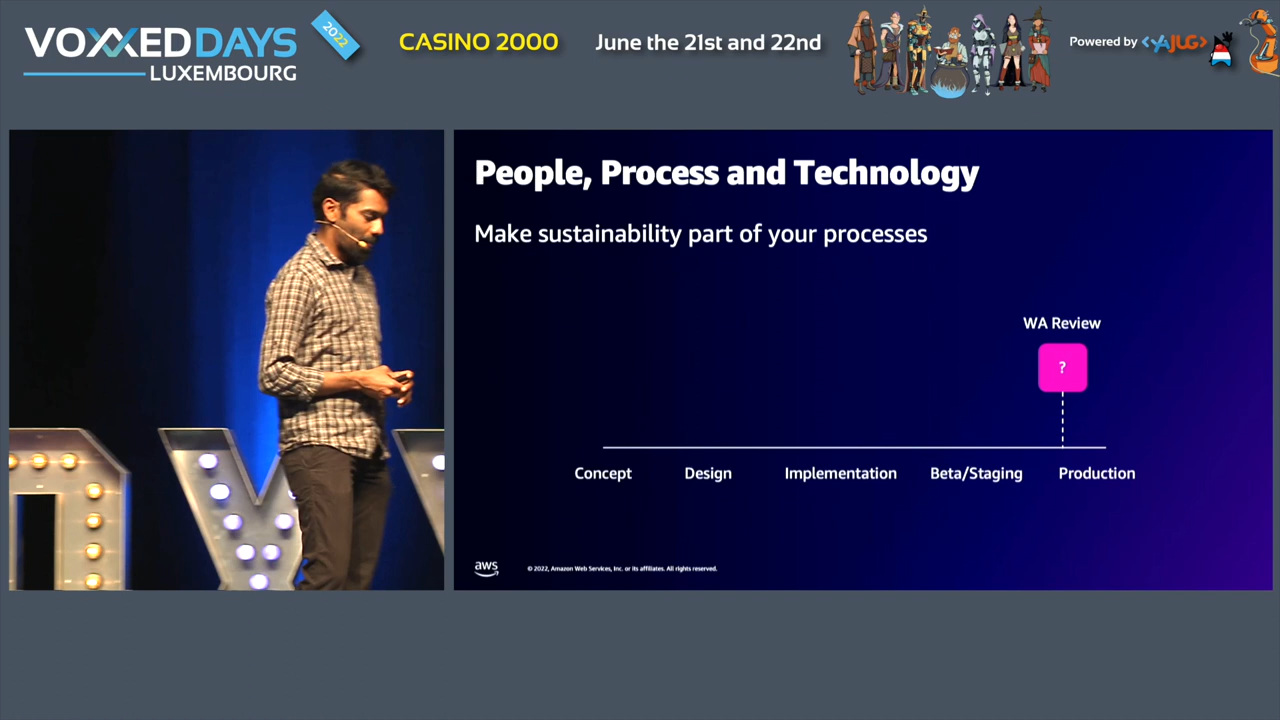 VOXXEDDAYS
LUXEMBOURG
2022
CASINO 2000
June the 21st and 22nd
Powered by <YAJUG>
People, Process and Technology
Make sustainability part of your processes
WA Review
?
Concept Design Implementation Beta/Staging Production
aws
© 2022, Amazon Web Services, Inc. or its affiliates. All rights reserved.